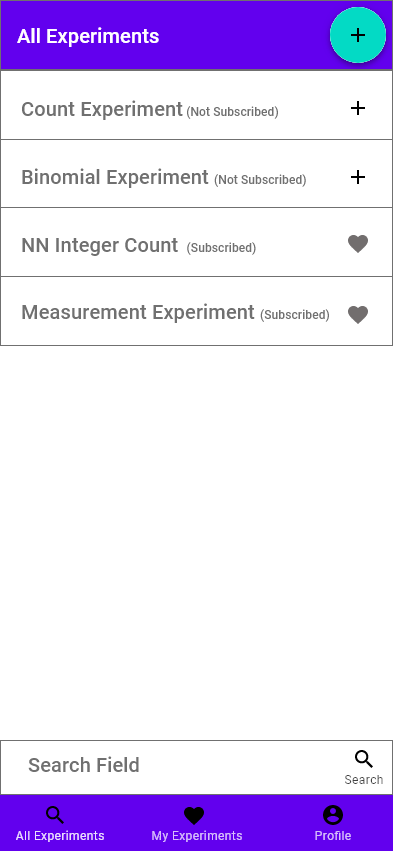 All Experiments
Count Experiment (Not Subscribed)
Binomial Experiment (Not Subscribed)
NN Integer Count (Subscribed)
Measurement Experiment (Subscribed)
Search Field
Search
All Experiments My Experiments Profile